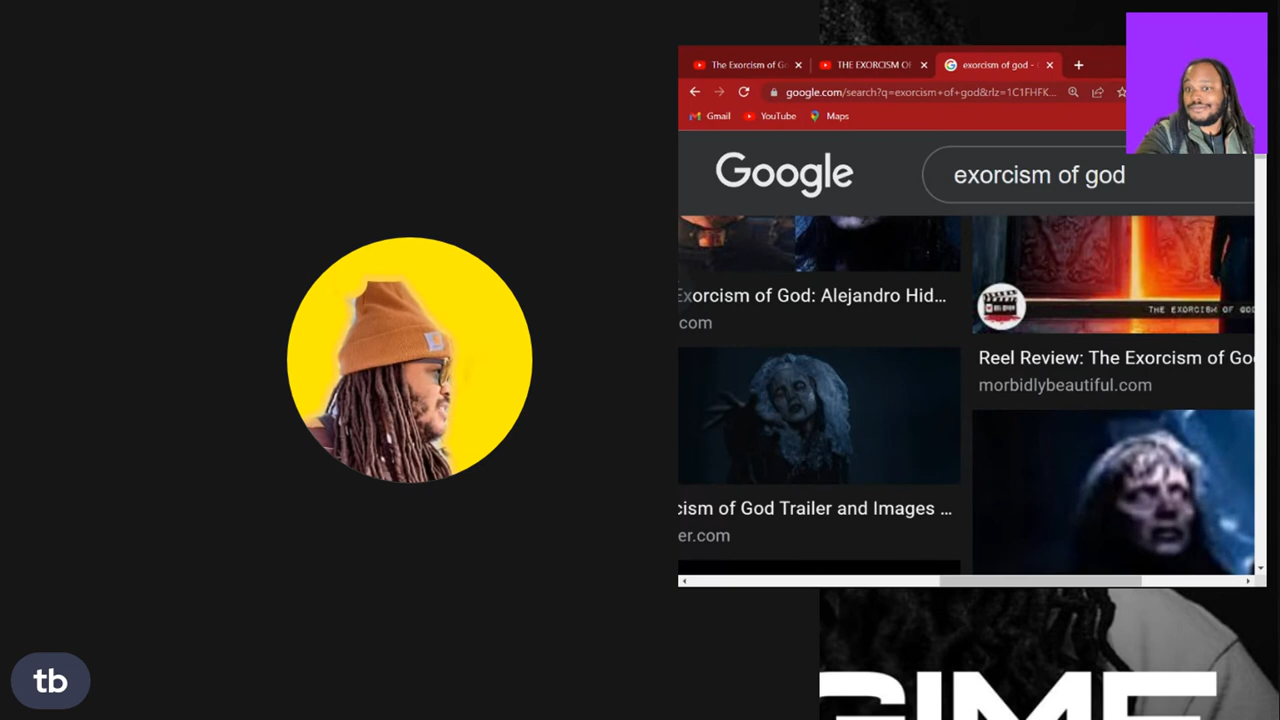 The Exorcism of G
THE EXORCISM OF
exorcism of god -
google.com/search?q=exorcism+of+god&rlz=1C1FHFK...
Gmail
YouTube
Maps
Google
exorcism of god
Exorcism of God: Alejandro Hid...
com
THE EXORCISM OF GOD
Reel Review: The Exorcism of Go
morbidlybeautiful.com
cism of God Trailer and Images ...
er.com
tb